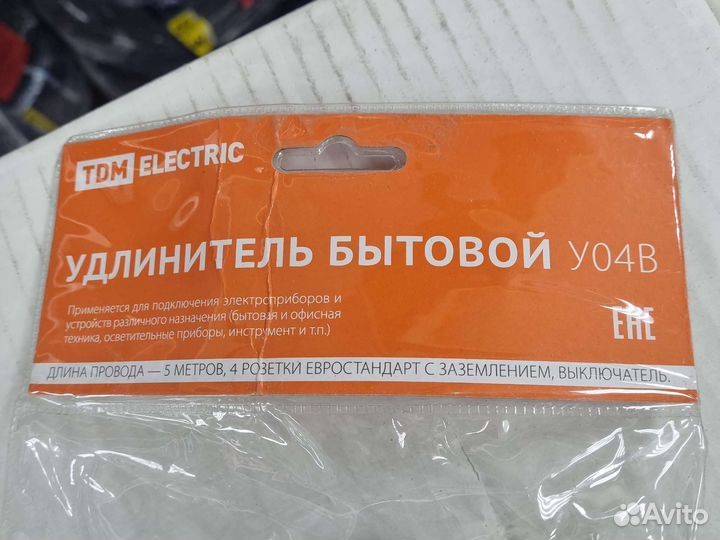 TDM ELECTRIC
УДЛИНИТЕЛЬ БЫТОВОЙ У04В
Применяется для подключения электроприборов и
устройств различного назначения (бытовая и офисная
техника, осветительные приборы, инструмент и т.п.)
EAC
ДЛИНА ПРОВОДА — 5 МЕТРОВ, 4 РОЗЕТКИ ЕВРОСТАНДАРТ С ЗАЗЕМЛЕНИЕМ, ВЫКЛЮЧАТЕЛЬ.
Avito